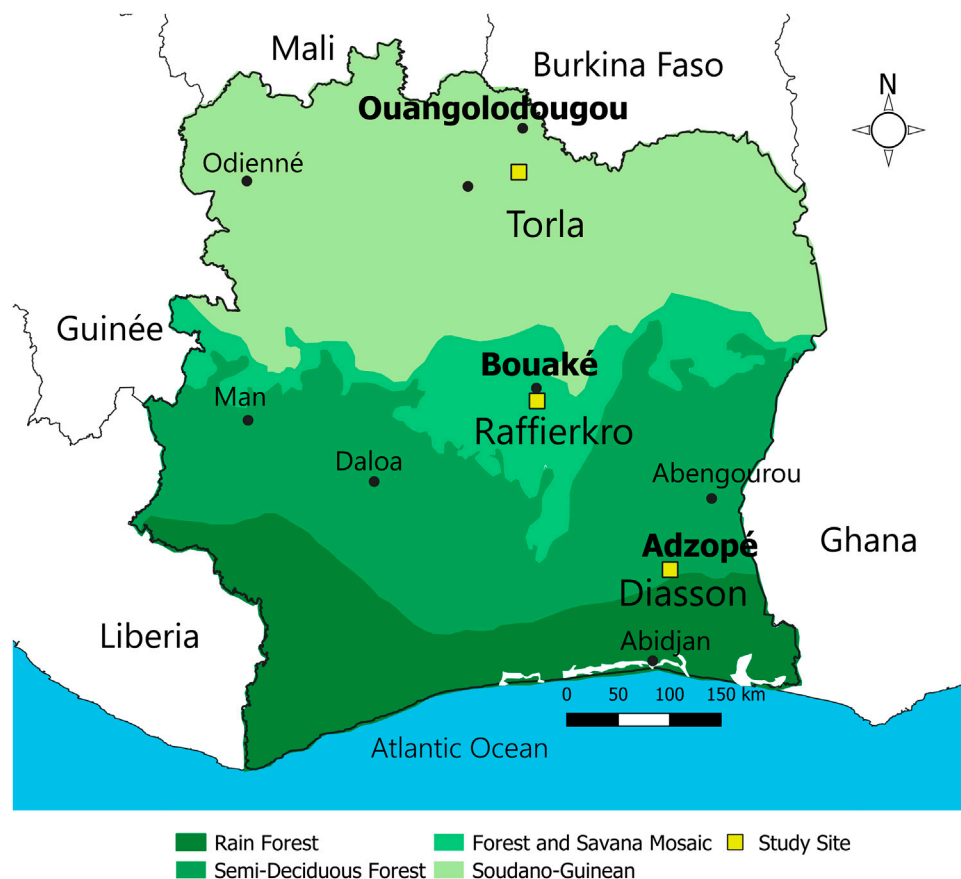 Mali
Burkina Faso
N
Ouangolodougou
Odienné
Torla
Guinée
Bouaké
Man
Raffierkro
Daloa
Abengourou
Adzopé
Ghana
Diasson
Liberia
Abidjan
0 50 100 150 km
Atlantic Ocean
Rain Forest
Forest and Savana Mosaic
Study Site
Semi-Deciduous Forest
Soudano-Guinean